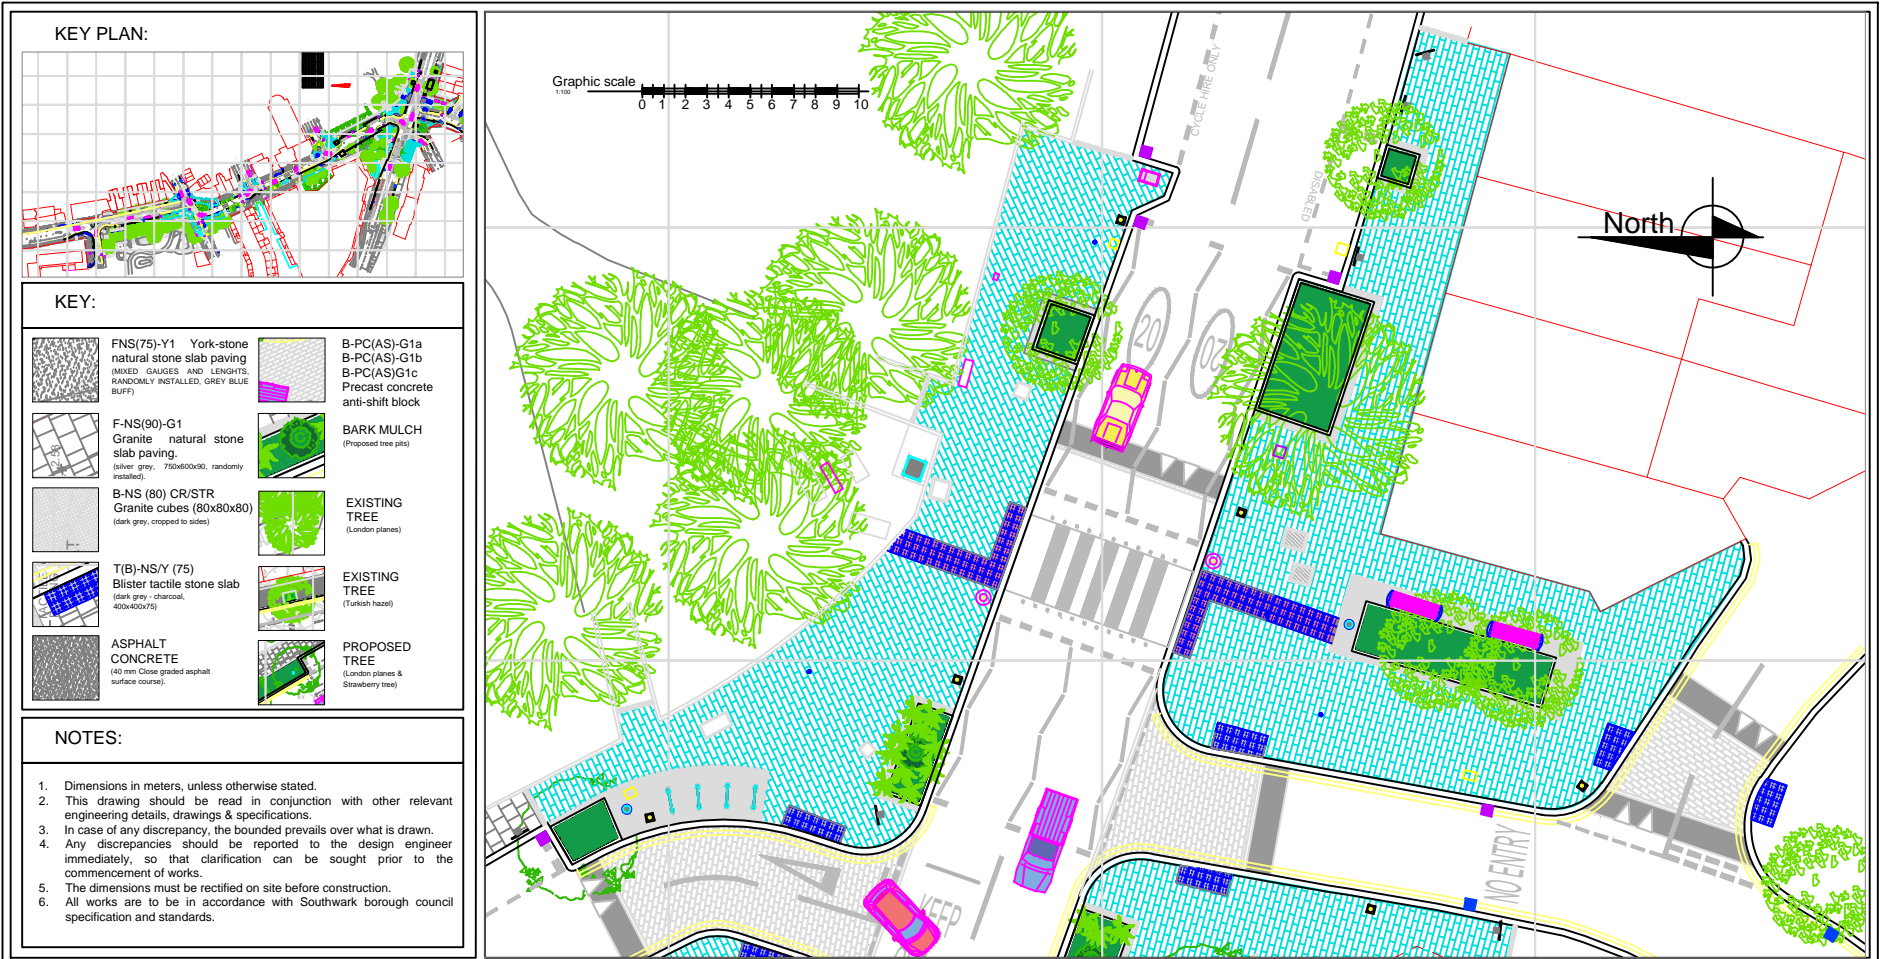 KEY PLAN:
KEY:
FNS(75)-Y1 York-stone
natural stone slab paving
(MIXED GAUGES AND LENGHTS,
RANDOMLY INSTALLED, GREY BLUE
BUFF)
F-NS(90)-G1
Granite natural stone
slab paving.
(silver grey, 750x600x90, randomly
installed).
B-NS (80) CR/STR
Granite cubes (80x80x80)
(dark grey, cropped to sides)
T(B)-NS/Y (75)
Blister tactile stone slab
(dark grey - charcoal,
400x400x75)
ASPHALT
CONCRETE
(40 mm Close graded asphalt
surface course).
B-PC(AS)-G1a
B-PC(AS)-G1b
B-PC(AS)G1c
Precast concrete
anti-shift block
BARK MULCH
(Proposed tree pits)
EXISTING
TREE
(London planes)
EXISTING
TREE
(Turkish hazel)
PROPOSED
TREE
(London planes &
Strawberry tree)
NOTES:
1. Dimensions in meters, unless otherwise stated.
2. This drawing should be read in conjunction with other relevant
engineering details, drawings & specifications.
3. In case of any discrepancy, the bounded prevails over what is drawn.
4. Any discrepancies should be reported to the design engineer
immediately, so that clarification can be sought prior to the
commencement of works.
5. The dimensions must be rectified on site before construction.
6. All works are to be in accordance with Southwark borough council
specification and standards.
Graphic scale
1:100
0 1 2 3 4 5 6 7 8 9 10
CYCLE HIRE ONLY
DISABLED
North
20
20
KEEP
NO ENTRY